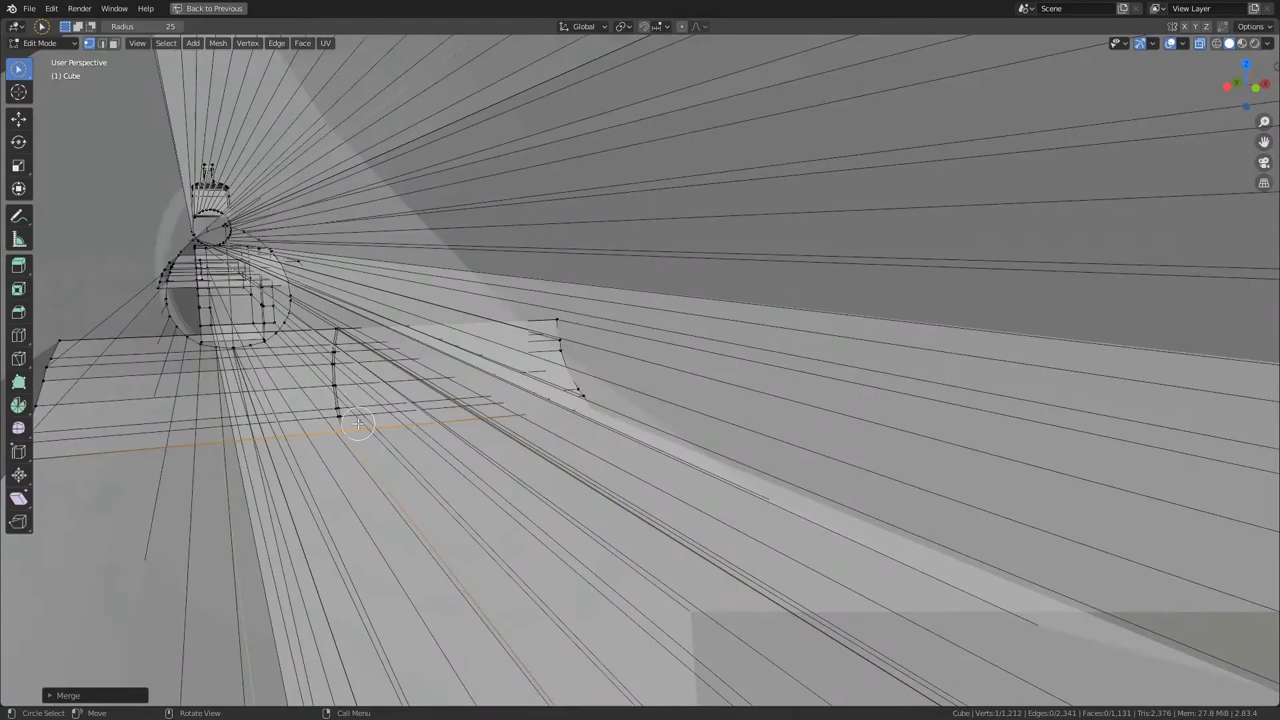 File Edit Render Window Help Back to Previous Scene View Layer
Radius 25 Global X Y Z Options
Edit Mode View Select Add Mesh Vertex Edge Face UV
User Perspective
(1) Cube
Z
Y X
Merge
Circle Select Move Rotate View Call Menu Cube | Verts:1/1,212 | Edges:0/2,341 | Faces:0/1,131 | Tris:2,376 | Mem: 27.8 MiB | 2.83.4